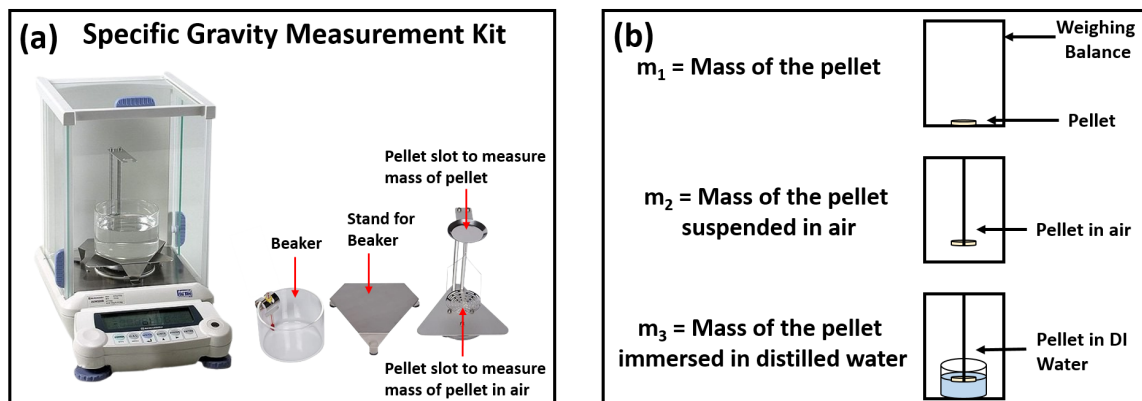 (a) Specific Gravity Measurement Kit
Pellet slot to measure
mass of pellet
Stand for
Beaker
Beaker
Pellet slot to measure
mass of pellet in air
(b)
m₁ = Mass of the pellet
Weighing
Balance
Pellet
m₂ = Mass of the pellet
suspended in air
Pellet in air
m₃ = Mass of the pellet
immersed in distilled water
Pellet in DI
Water